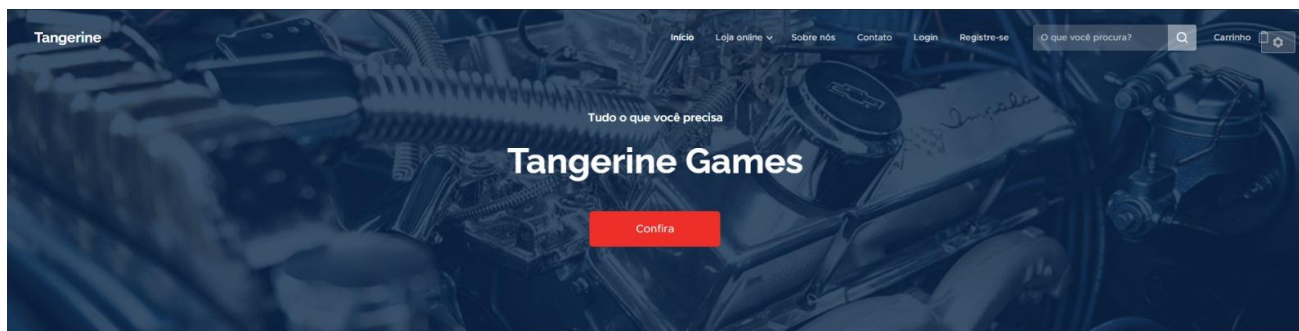 Tangerine
Início Loja online Sobre nós Contato Login Registre-se O que você procura? Carrinho
Impala
Tudo o que você precisa
Tangerine Games
Confira